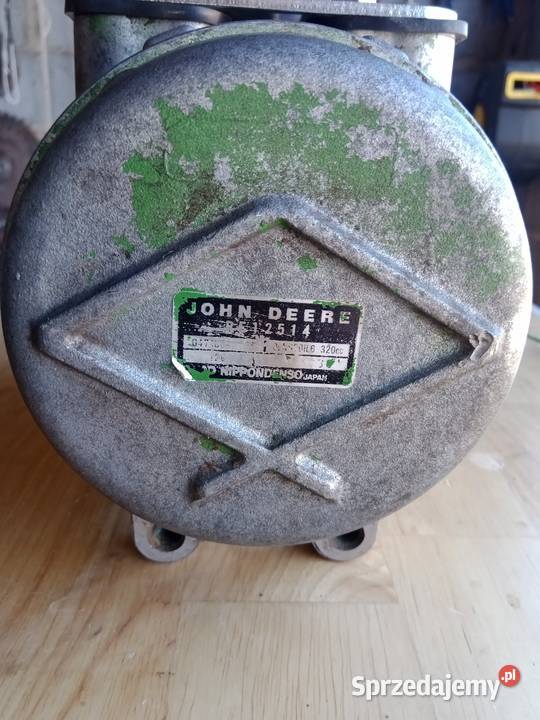 JOHN DEERE
RE12514
320cc
NIPPONDENSO JAPAN
Sprzedajemy.pl